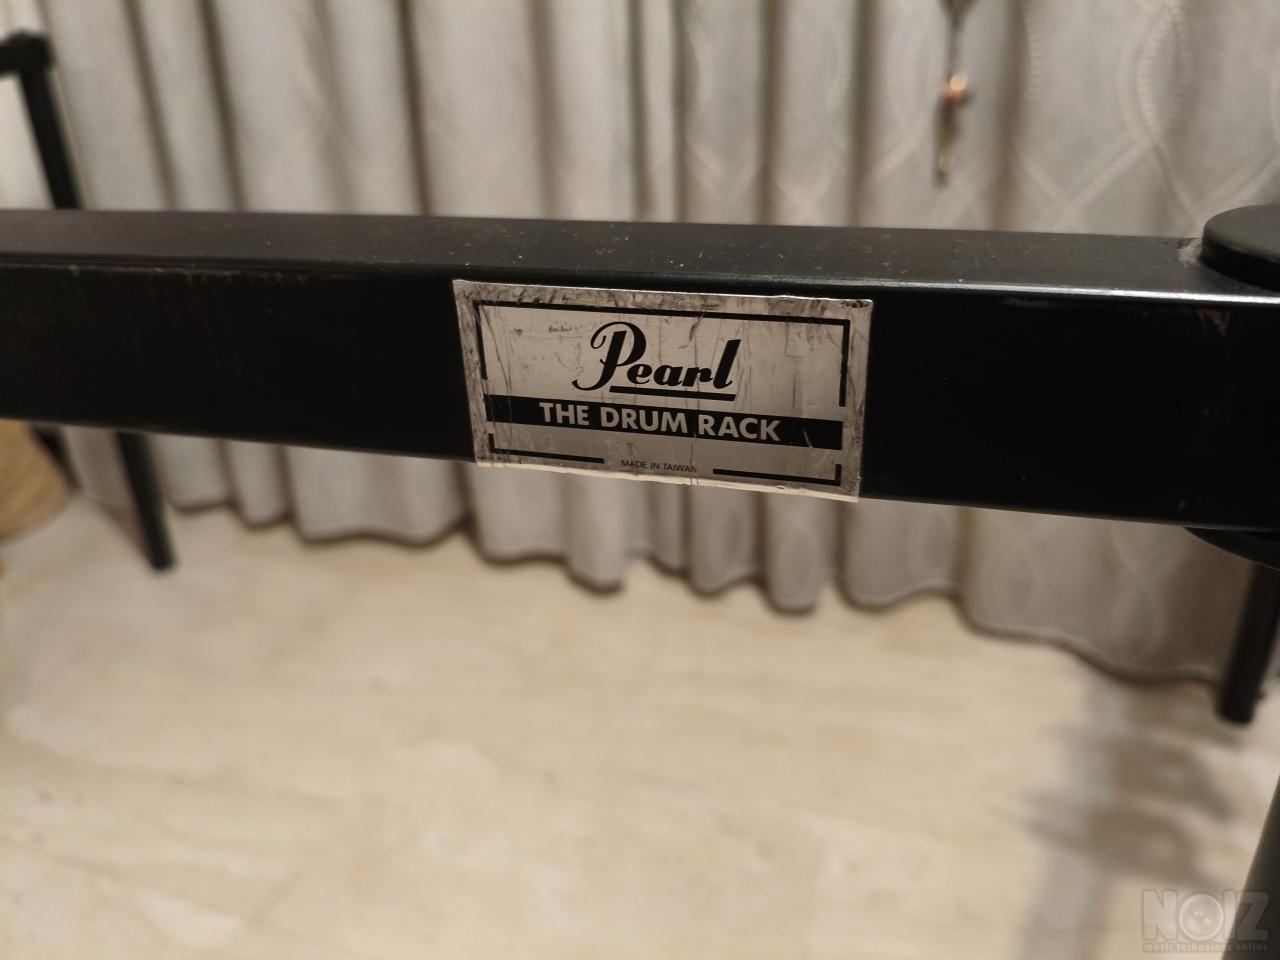 Pearl
THE DRUM RACK
MADE IN TAIWAN
NOIZ
music technology online